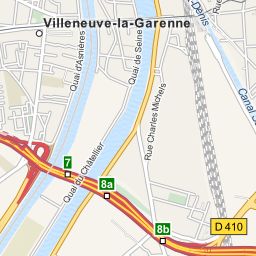 Villeneuve-la-Garenne
Quai d'Asnières
Quai de Seine
-Denis
Canal
Rue Charles Michels
Quai du Châtelier
7
8a
8b
D 410